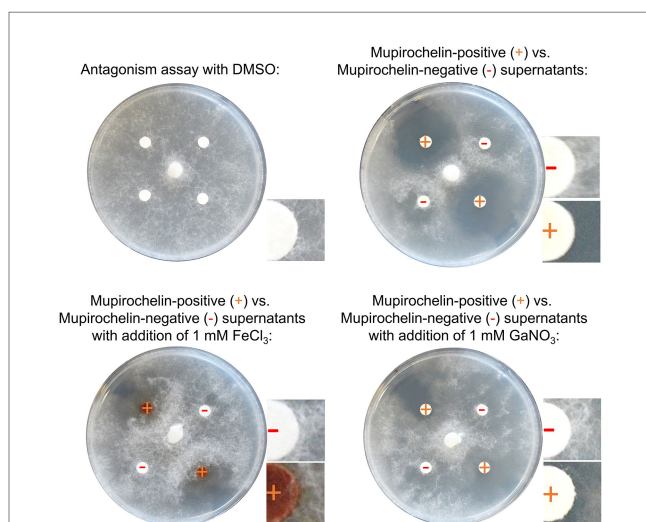 Antagonism assay with DMSO:
Mupirochelin-positive (+) vs.
Mupirochelin-negative (-) supernatants:
+
-
-
+
-
+
Mupirochelin-positive (+) vs.
Mupirochelin-negative (-) supernatants
with addition of 1 mM FeCl₃:
+
-
-
+
-
+
Mupirochelin-positive (+) vs.
Mupirochelin-negative (-) supernatants
with addition of 1 mM GaNO₃:
+
-
-
+
-
+